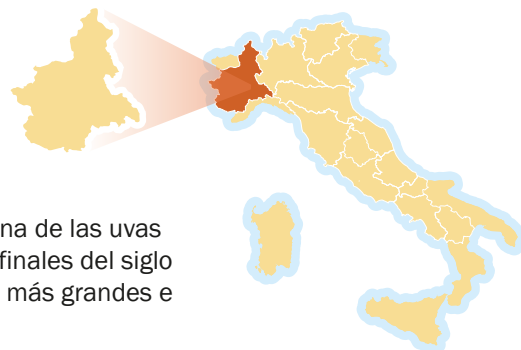 na de las uvas
finales del siglo
más grandes e